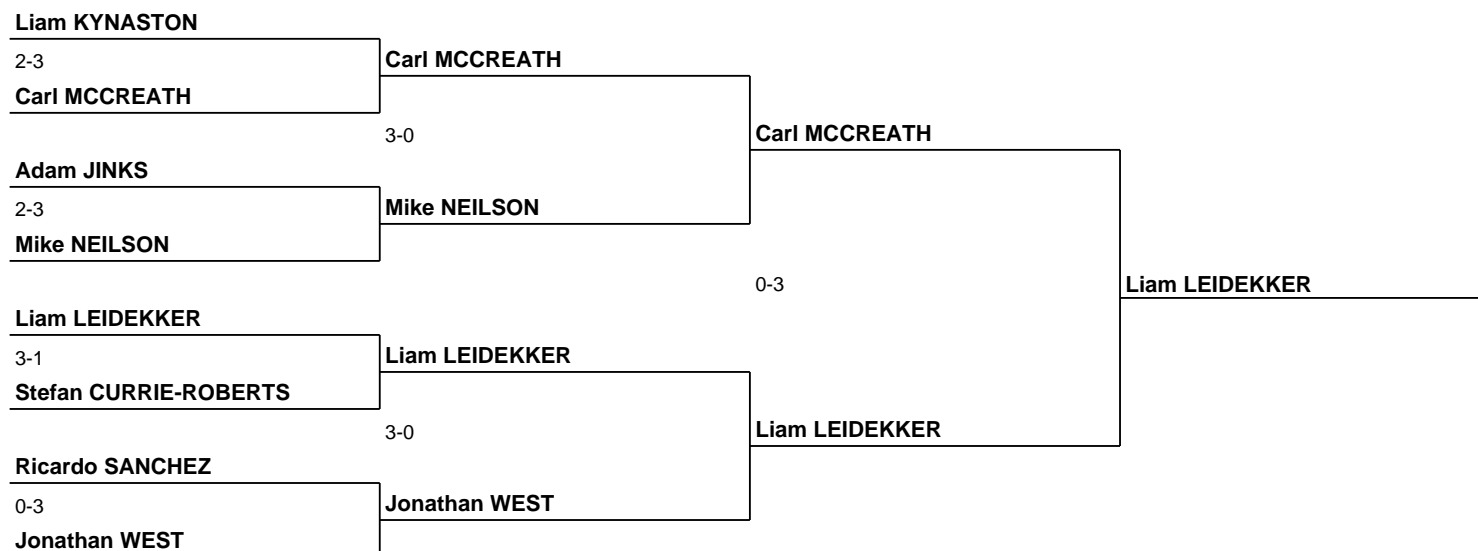 Liam KYNASTON
2-3
Carl MCCREATH
Carl MCCREATH
3-0
Carl MCCREATH
Adam JINKS
2-3
Mike NEILSON
Mike NEILSON
0-3
Liam LEIDEKKER
Liam LEIDEKKER
3-1
Liam LEIDEKKER
Stefan CURRIE-ROBERTS
3-0
Liam LEIDEKKER
Ricardo SANCHEZ
0-3
Jonathan WEST
Jonathan WEST